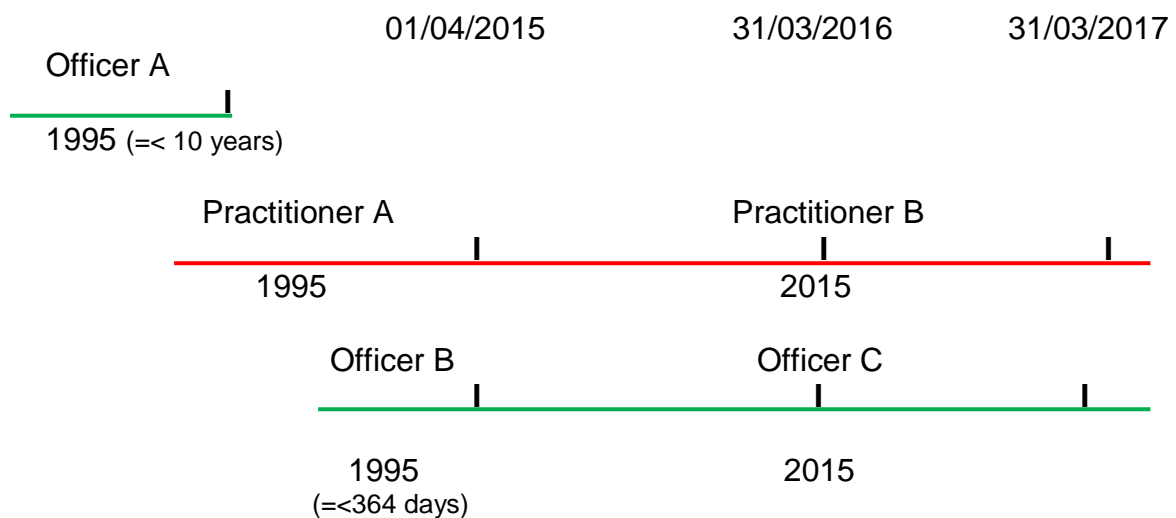 01/04/2015 31/03/2016 31/03/2017
Officer A
1995 (=< 10 years)
Practitioner A Practitioner B
1995 2015
Officer B Officer C
1995 2015
(=<364 days)